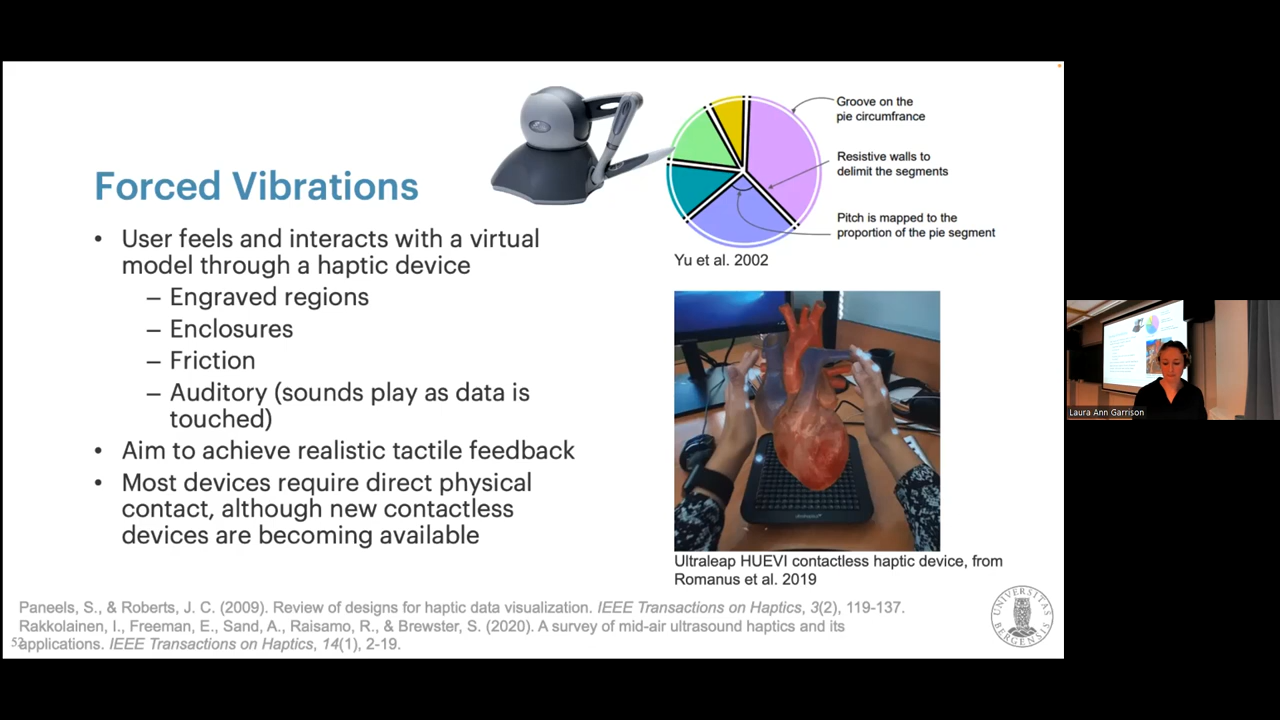 Forced Vibrations
• User feels and interacts with a virtual
model through a haptic device
– Engraved regions
– Enclosures
– Friction
– Auditory (sounds play as data is
touched)
• Aim to achieve realistic tactile feedback
• Most devices require direct physical
contact, although new contactless
devices are becoming available
Groove on the
pie circumfrance
Resistive walls to
delimit the segments
Pitch is mapped to the
proportion of the pie segment
Yu et al. 2002
Ultraleap HUEVI contactless haptic device, from
Romanus et al. 2019
Paneels, S., & Roberts, J. C. (2009). Review of designs for haptic data visualization. IEEE Transactions on Haptics, 3(2), 119-137.
Rakkolainen, I., Freeman, E., Sand, A., Raisamo, R., & Brewster, S. (2020). A survey of mid-air ultrasound haptics and its
applications. IEEE Transactions on Haptics, 14(1), 2-19.
52
UNIVERSITAS
BERGENSIS
Laura Ann Garrison